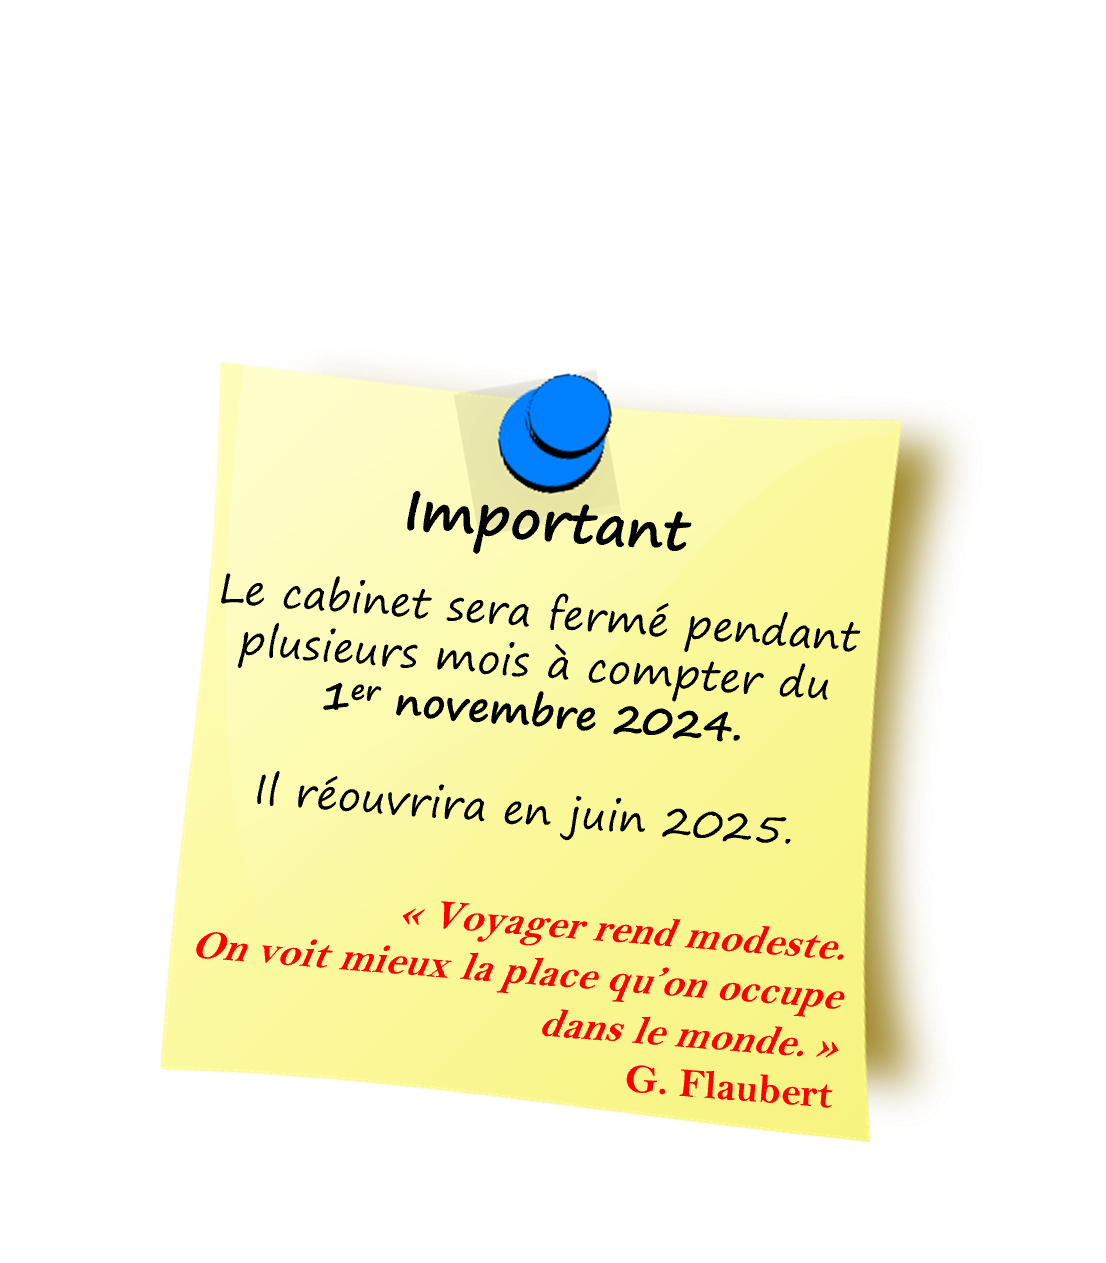 Important
Le cabinet sera fermé pendant
plusieurs mois à compter du
1er novembre 2024.
Il réouvrira en juin 2025.
« Voyager rend modeste.
On voit mieux la place qu’on occupe
dans le monde. »
G. Flaubert